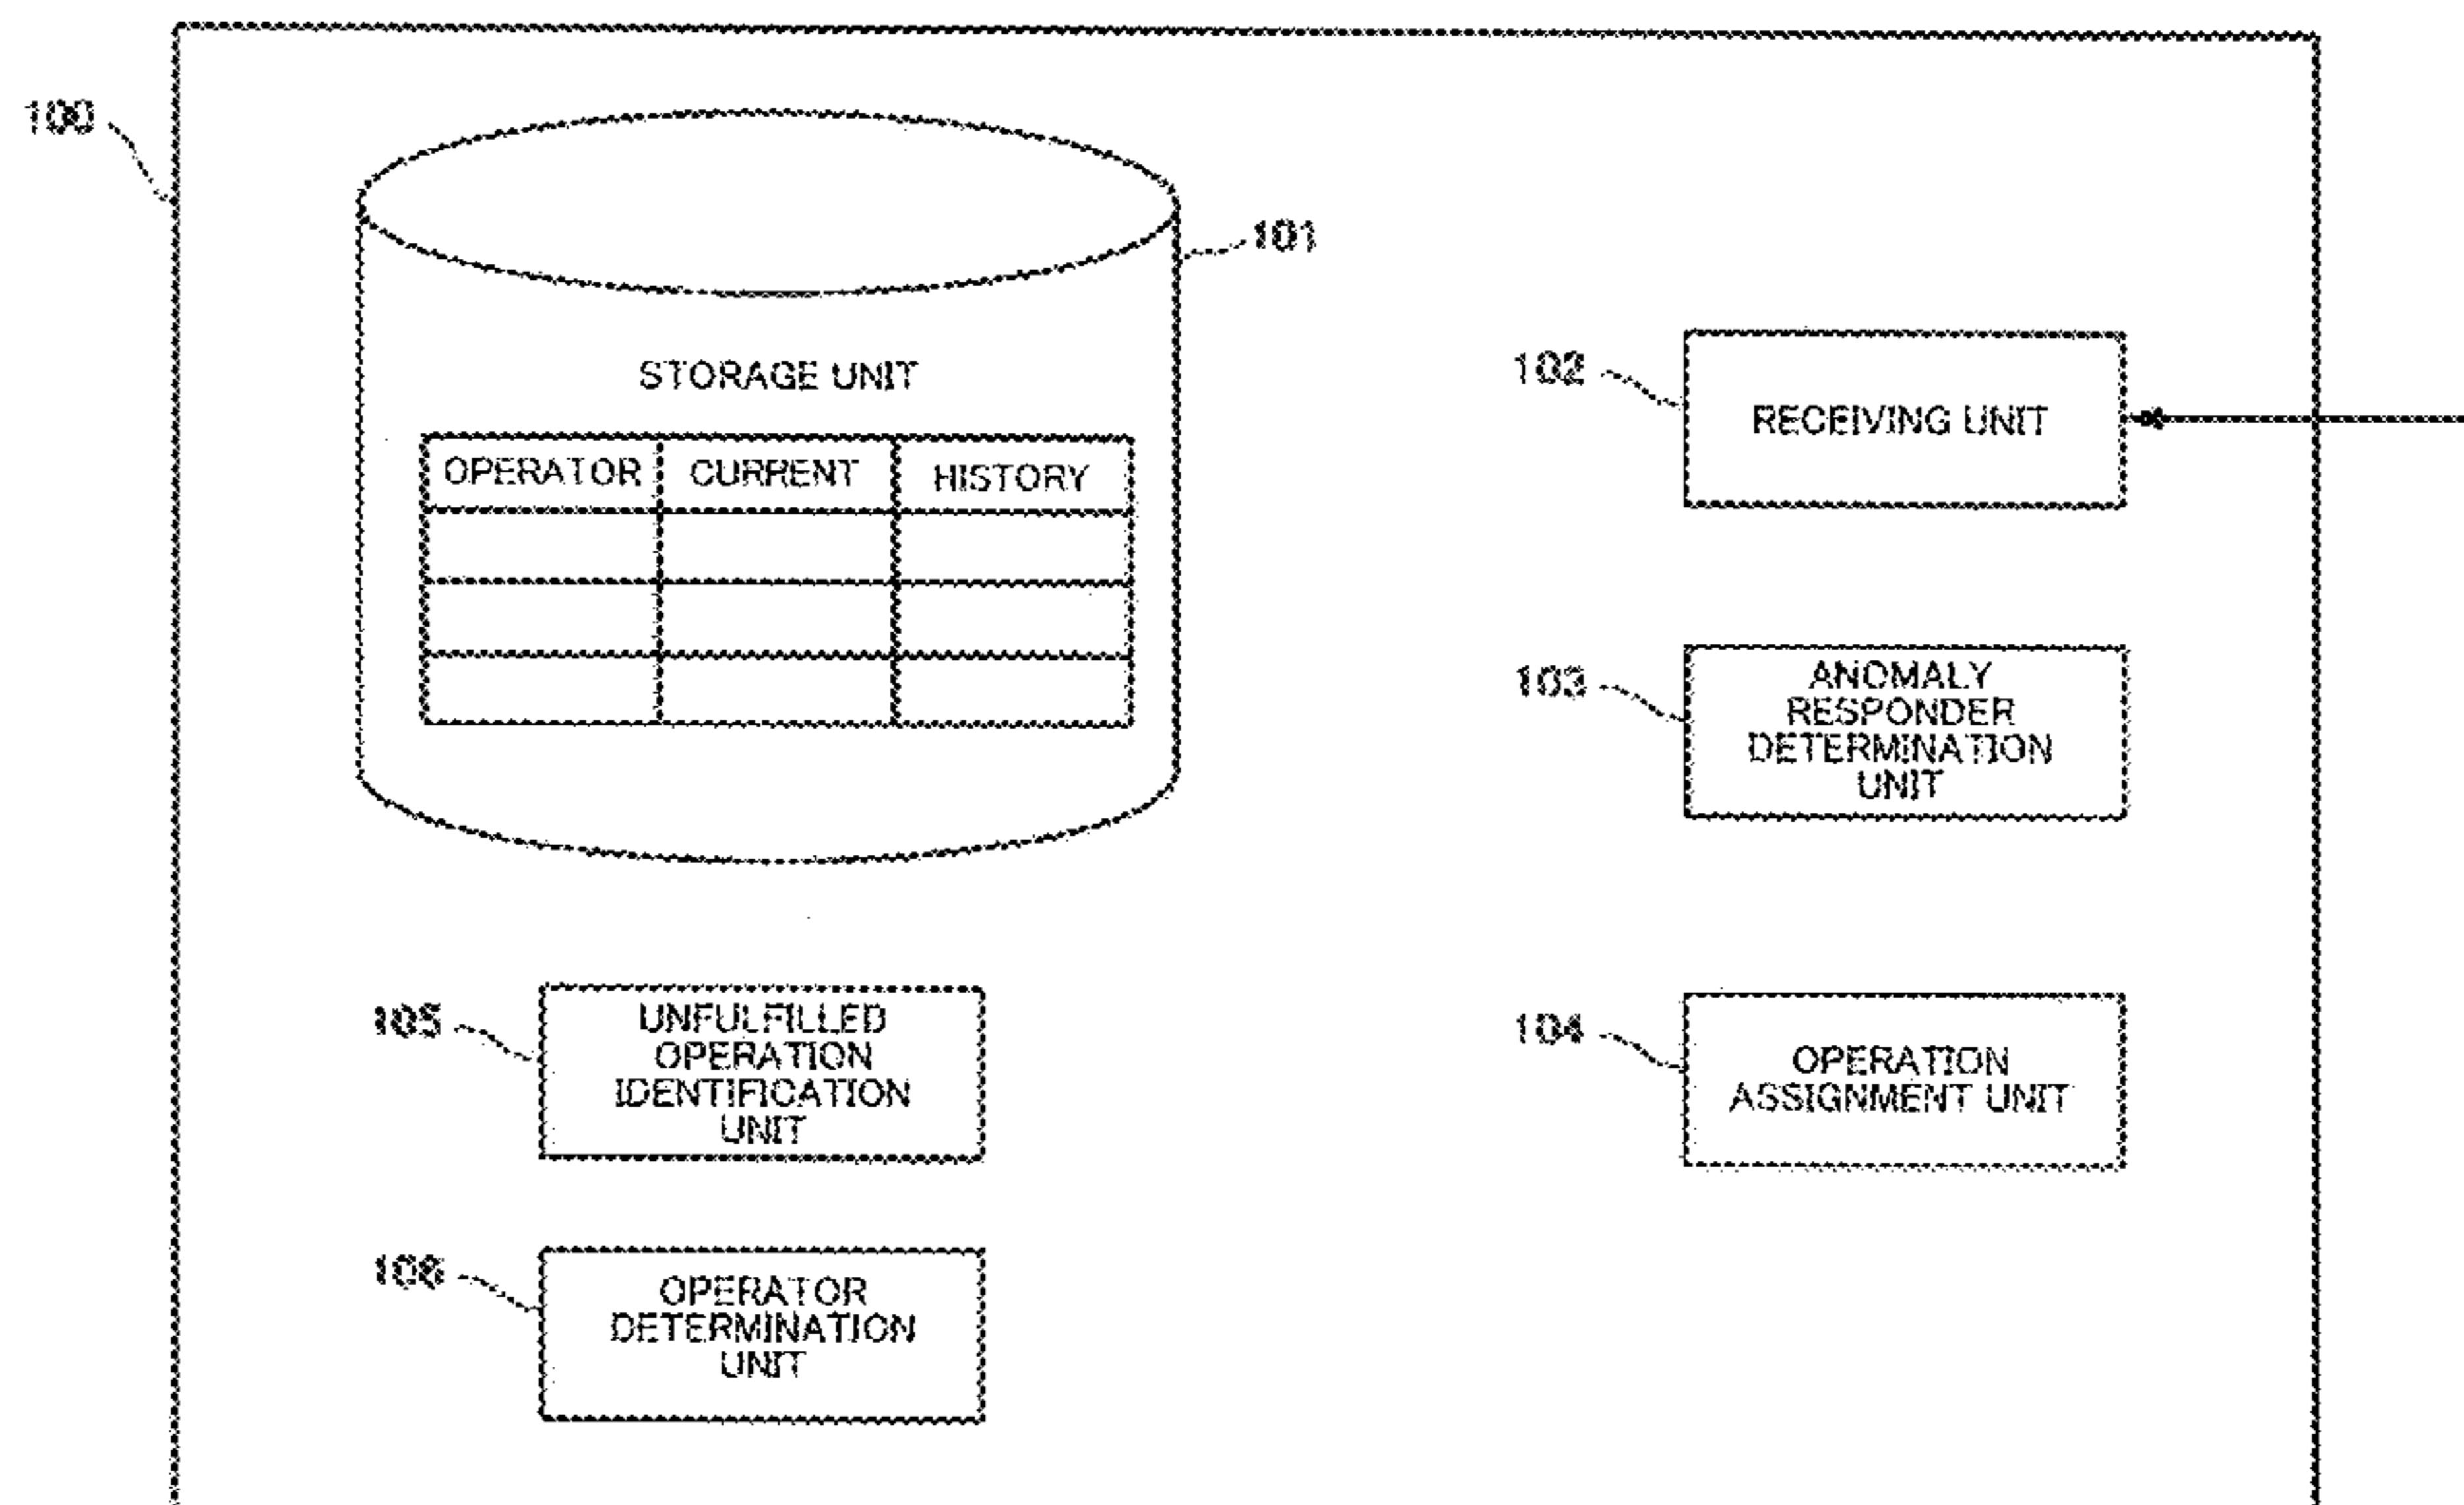 100
101
STORAGE UNIT
OPERATOR CURRENT HISTORY
102
RECEIVING UNIT
103
ANOMALY
RESPONDER
DETERMINATION
UNIT
105
UNFULFILLED
OPERATION
IDENTIFICATION
UNIT
104
OPERATION
ASSIGNMENT UNIT
106
OPERATOR
DETERMINATION
UNIT